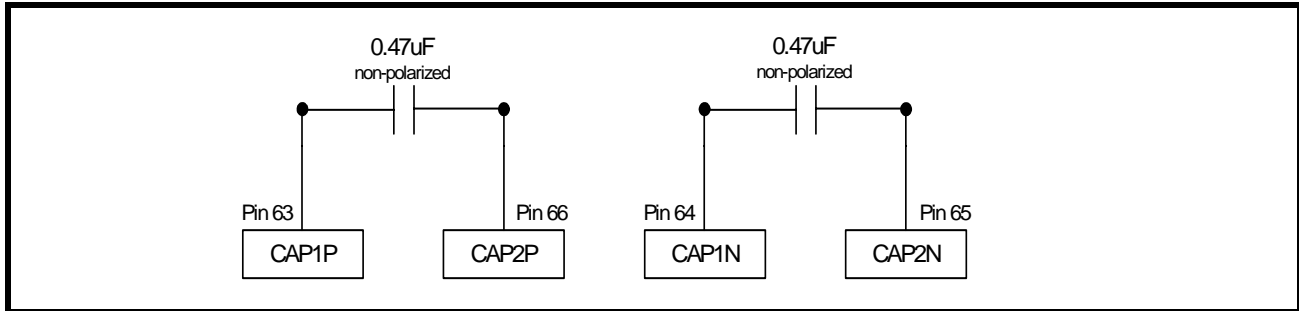 0.47uF
non-polarized
0.47uF
non-polarized
Pin 63
Pin 66
Pin 64
Pin 65
CAP1P
CAP2P
CAP1N
CAP2N